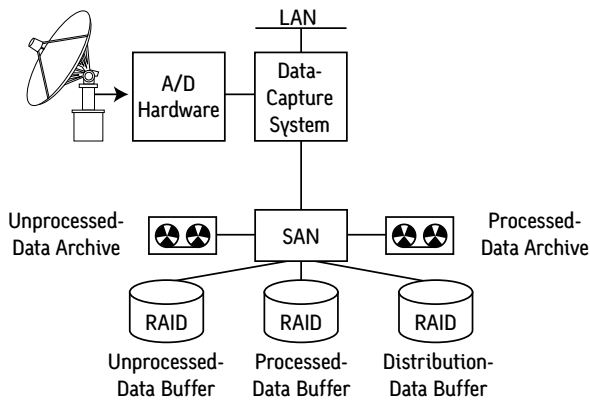 LAN
A/D
Hardware
Data-
Capture
System
Unprocessed-
Data Archive
SAN
Processed-
Data Archive
RAID
RAID
RAID
Unprocessed-
Data Buffer
Processed-
Data Buffer
Distribution-
Data Buffer